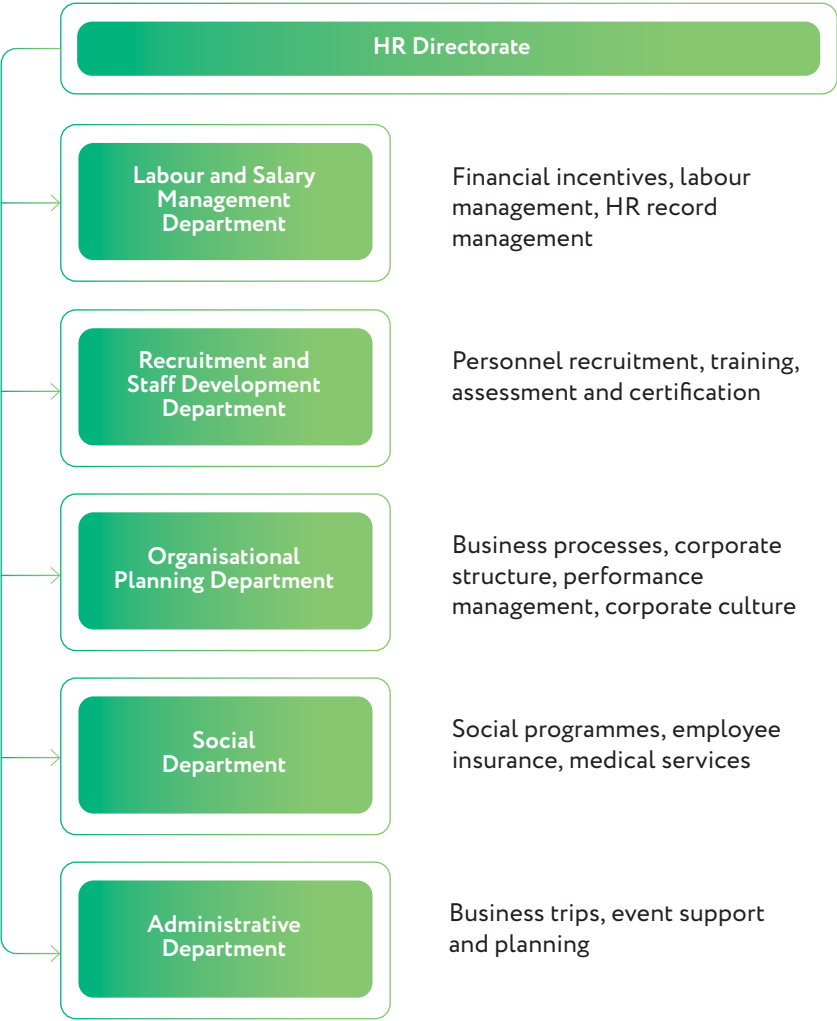 HR Directorate
Labour and Salary
Management
Department
Financial incentives, labour
management, HR record
management
Recruitment and
Staff Development
Department
Personnel recruitment, training,
assessment and certification
Organisational
Planning Department
Business processes, corporate
structure, performance
management, corporate culture
Social
Department
Social programmes, employee
insurance, medical services
Administrative
Department
Business trips, event support
and planning